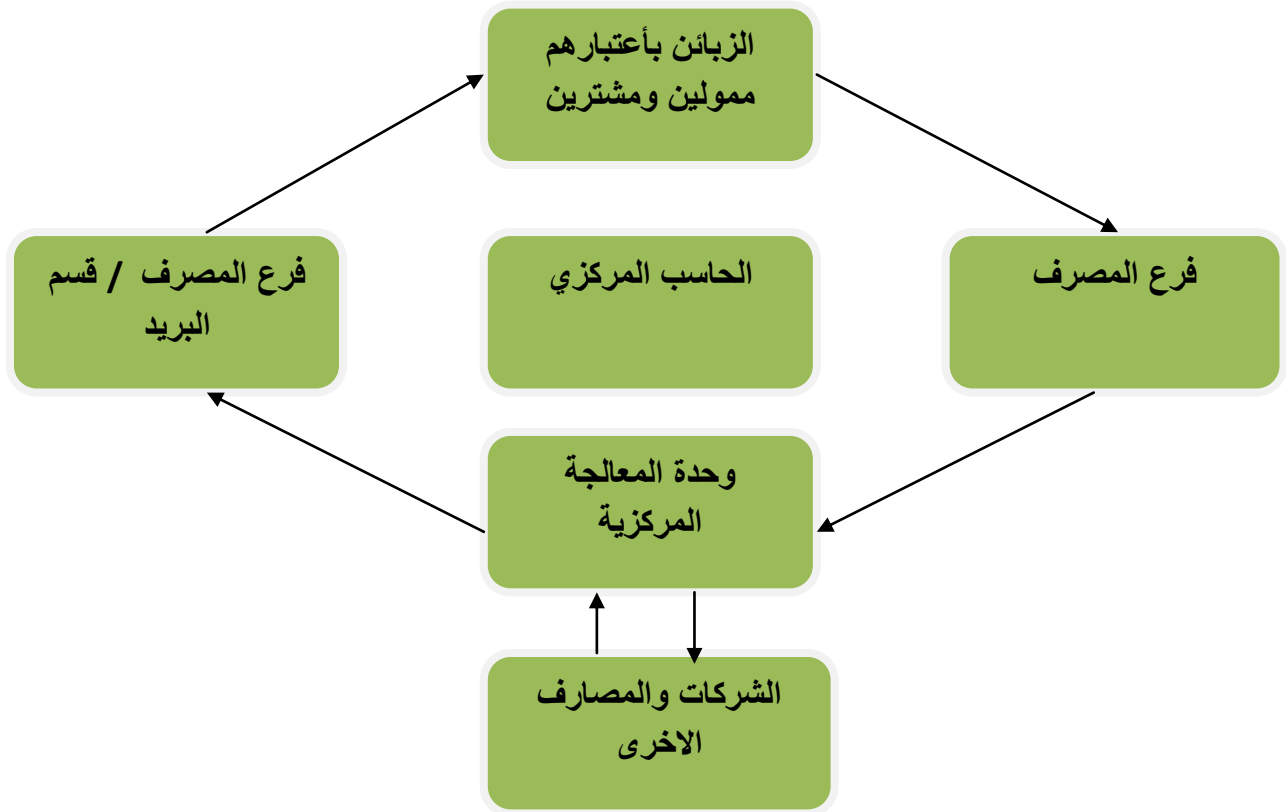 الزبائن بأعتبارهم
ممولين ومشترين
فرع المصرف
الحاسب المركزي
فرع المصرف / قسم
البريد
وحدة المعالجة
المركزية
الشركات والمصارف
الاخرى